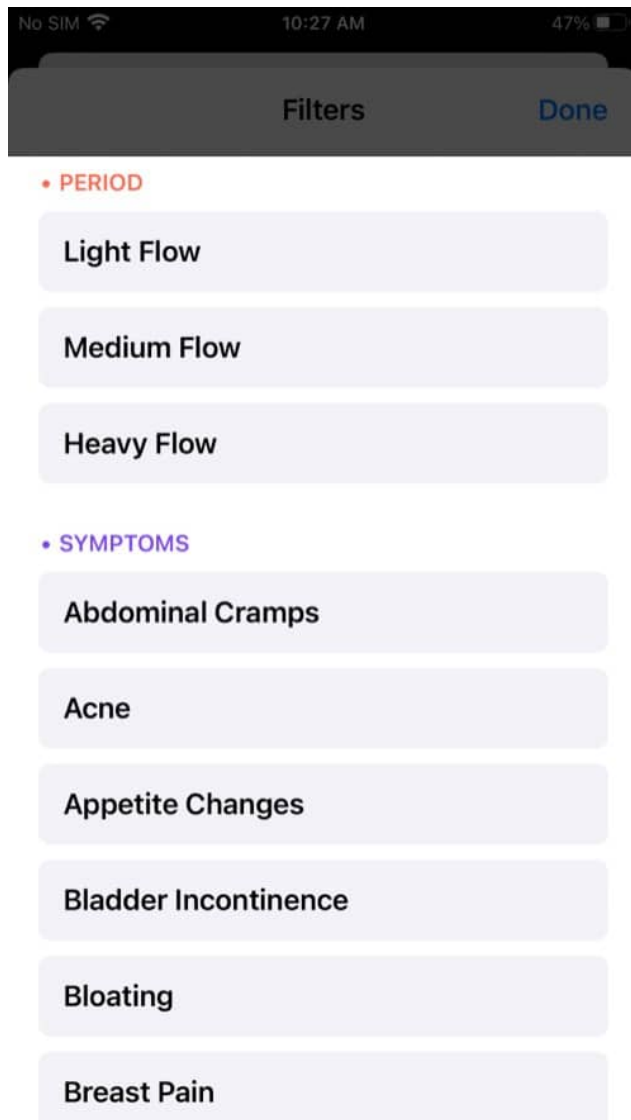 No SIM 10:27 AM 47%
Filters Done
• PERIOD
Light Flow
Medium Flow
Heavy Flow
• SYMPTOMS
Abdominal Cramps
Acne
Appetite Changes
Bladder Incontinence
Bloating
Breast Pain